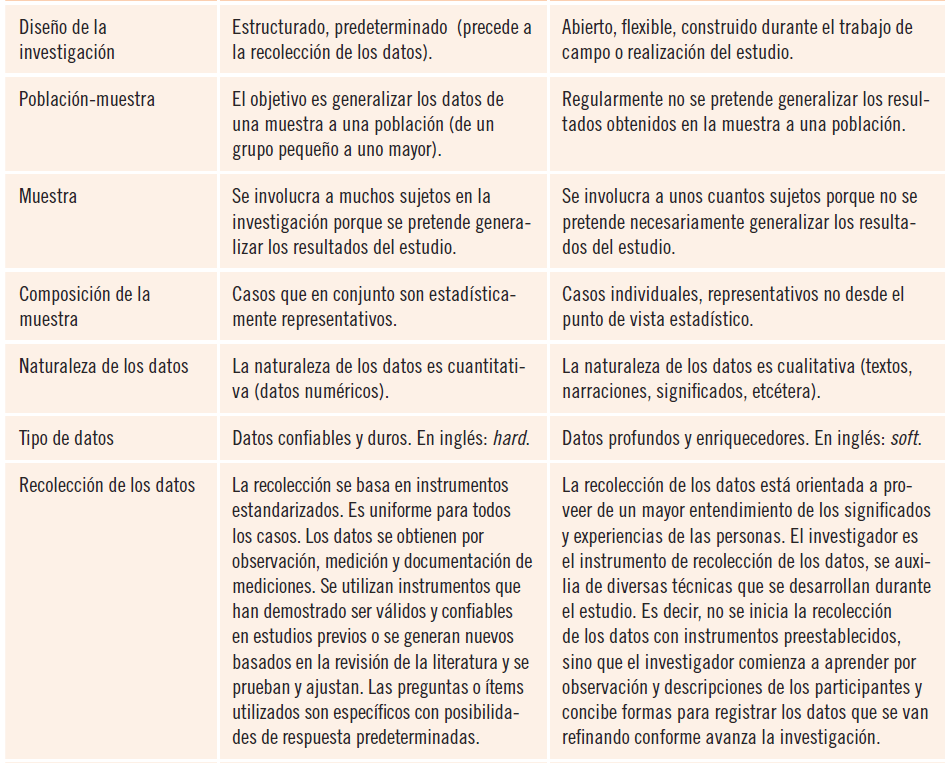 Diseño de la
investigación
Estructurado, predeterminado (precede a
la recolección de los datos).
Abierto, flexible, construido durante el trabajo de
campo o realización del estudio.
Población-muestra
El objetivo es generalizar los datos de
una muestra a una población (de un
grupo pequeño a uno mayor).
Regularmente no se pretende generalizar los resul-
tados obtenidos en la muestra a una población.
Muestra
Se involucra a muchos sujetos en la
investigación porque se pretende genera-
lizar los resultados del estudio.
Se involucra a unos cuantos sujetos porque no se
pretende necesariamente generalizar los resulta-
dos del estudio.
Composición de la
muestra
Casos que en conjunto son estadística-
mente representativos.
Casos individuales, representativos no desde el
punto de vista estadístico.
Naturaleza de los datos
La naturaleza de los datos es cuantitati-
va (datos numéricos).
La naturaleza de los datos es cualitativa (textos,
narraciones, significados, etcétera).
Tipo de datos
Datos confiables y duros. En inglés: hard.
Datos profundos y enriquecedores. En inglés: soft.
Recolección de los datos
La recolección se basa en instrumentos
estandarizados. Es uniforme para todos
los casos. Los datos se obtienen por
observación, medición y documentación de
mediciones. Se utilizan instrumentos que
han demostrado ser válidos y confiables
en estudios previos o se generan nuevos
basados en la revisión de la literatura y se
prueban y ajustan. Las preguntas o ítems
utilizados son específicos con posibilida-
des de respuesta predeterminadas.
La recolección de los datos está orientada a pro-
veer de un mayor entendimiento de los significados
y experiencias de las personas. El investigador es
el instrumento de recolección de los datos, se auxi-
lia de diversas técnicas que se desarrollan durante
el estudio. Es decir, no se inicia la recolección
de los datos con instrumentos preestablecidos,
sino que el investigador comienza a aprender por
observación y descripciones de los participantes y
concibe formas para registrar los datos que se van
refinando conforme avanza la investigación.